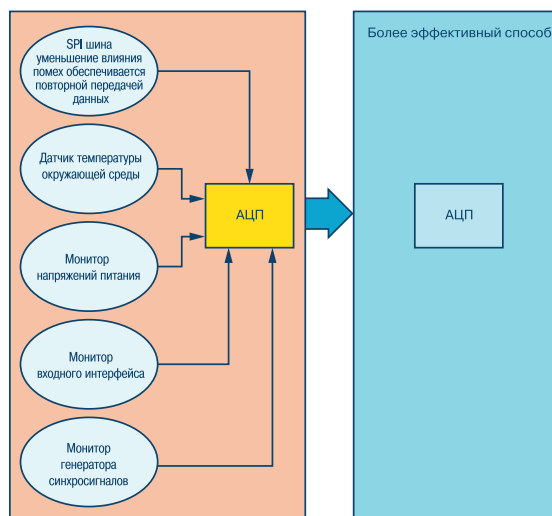 SPI шина
уменьшение влияния
помех обеспечивается
повторной передачей
данных
Датчик температуры
окружающей среды
Монитор
напряжений питания
Монитор
входного интерфейса
Монитор
генератора
синхросигналов
АЦП
Более эффективный способ
АЦП